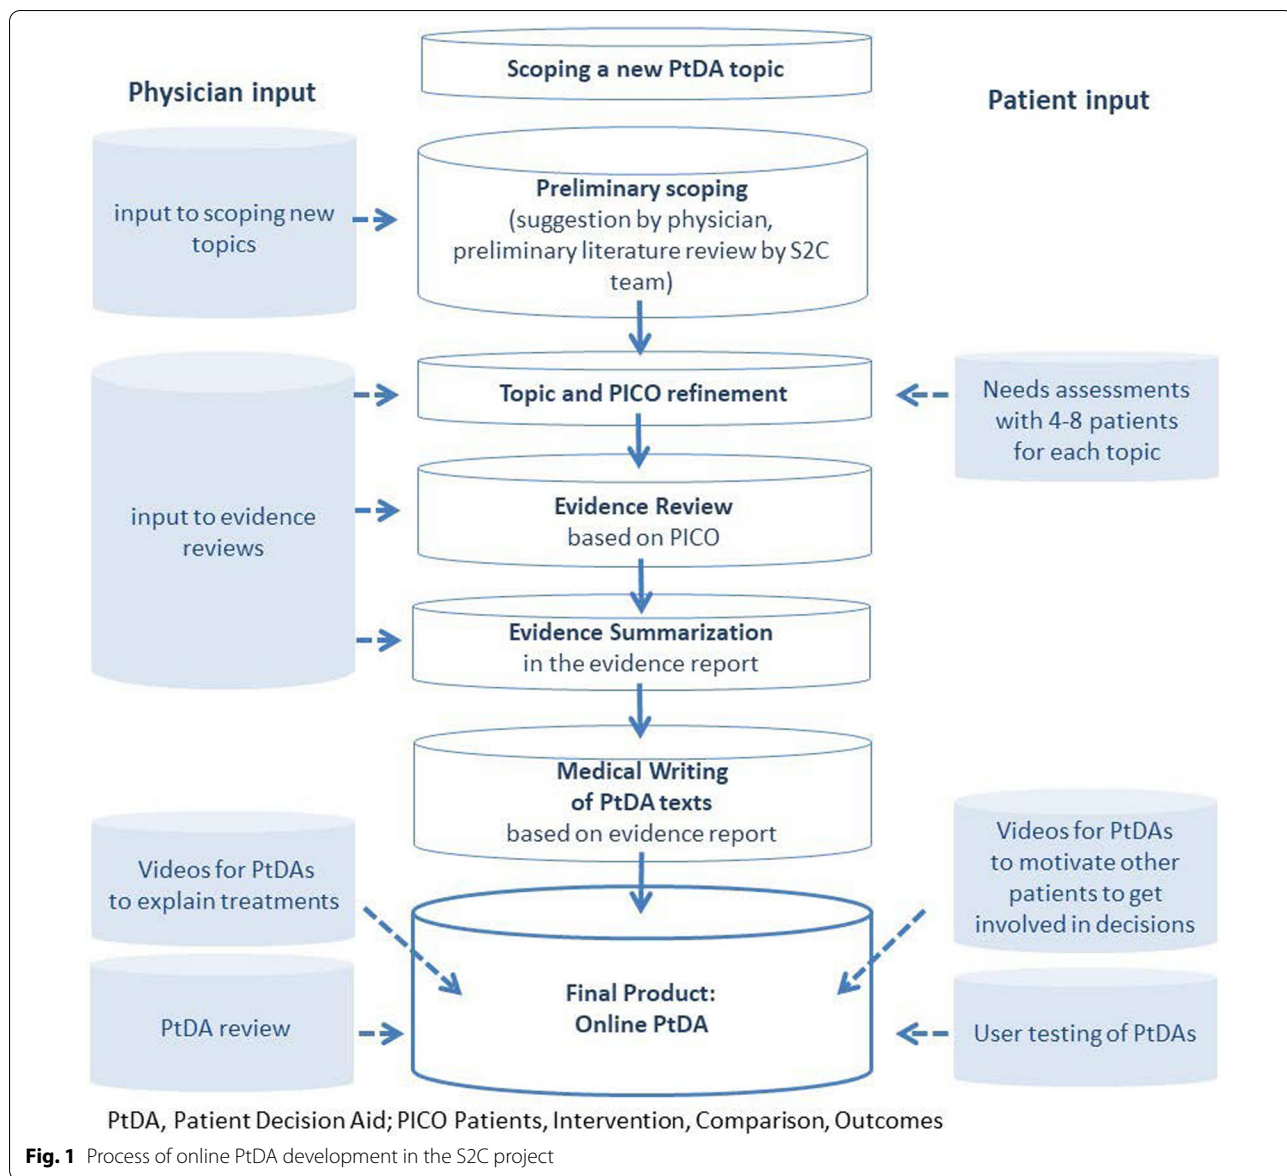 Scoping a new PtDA topic
Physician input
Patient input
input to scoping new
topics
Preliminary scoping
(suggestion by physician,
preliminary literature review by S2C
team)
Topic and PICO refinement
Needs assessments
with 4-8 patients
for each topic
input to evidence
reviews
Evidence Review
based on PICO
Evidence Summarization
in the evidence report
Medical Writing
of PtDA texts
based on evidence report
Videos for PtDAs
to explain treatments
Videos for PtDAs
to motivate other
patients to get
involved in decisions
Final Product:
Online PtDA
PtDA review
User testing of PtDAs
PtDA, Patient Decision Aid; PICO Patients, Intervention, Comparison, Outcomes
Fig. 1 Process of online PtDA development in the S2C project